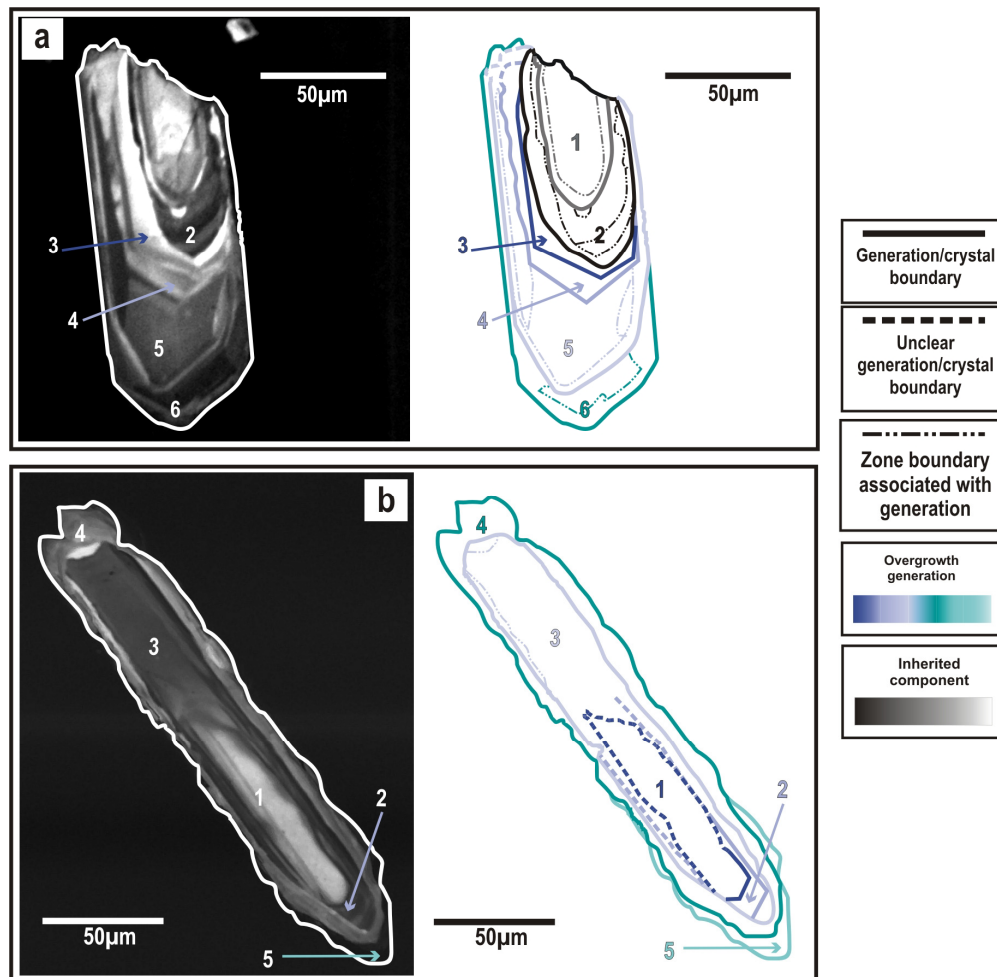 a
50µm
50µm
1
2
2
3
3
4
4
5
5
6
6
b
4
4
3
3
1
1
2
2
50µm
50µm
5
5
Generation/crystal
boundary
Unclear
generation/crystal
boundary
Zone boundary
associated with
generation
Overgrowth
generation
Inherited
component